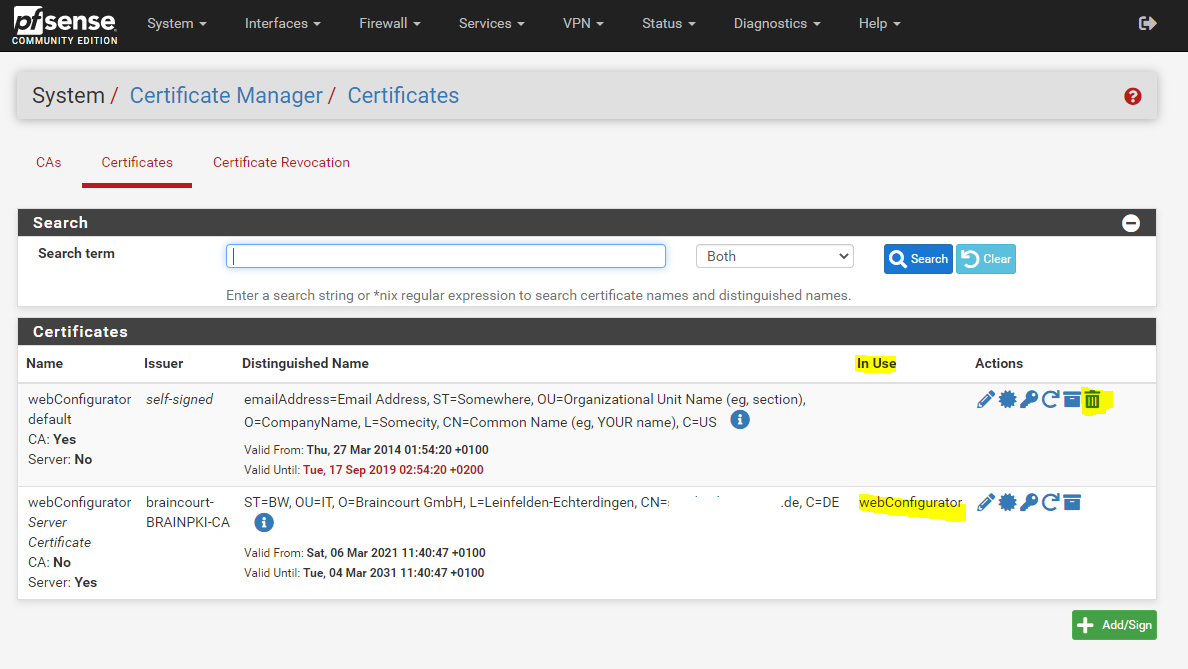 pfsense
COMMUNITY EDITION
System Interfaces Firewall Services VPN Status Diagnostics Help
System / Certificate Manager / Certificates
CAs Certificates Certificate Revocation
Search
Search term Both Search Clear
Enter a search string or *nix regular expression to search certificate names and distinguished names.
Certificates
Name Issuer Distinguished Name In Use Actions
webConfigurator self-signed emailAddress=Email Address, ST=Somewhere, OU=Organizational Unit Name (eg, section),
default O=CompanyName, L=Somecity, CN=Common Name (eg, YOUR name), C=US
CA: Yes Valid From: Thu, 27 Mar 2014 01:54:20 +0100
Server: No Valid Until: Tue, 17 Sep 2019 02:54:20 +0200
webConfigurator braincourt- ST=BW, OU=IT, O=Braincourt GmbH, L=Leinfelden-Echterdingen, CN= .de, C=DE webConfigurator
Server BRAINPKI-CA
Certificate
CA: No Valid From: Sat, 06 Mar 2021 11:40:47 +0100
Server: Yes Valid Until: Tue, 04 Mar 2031 11:40:47 +0100
Add/Sign